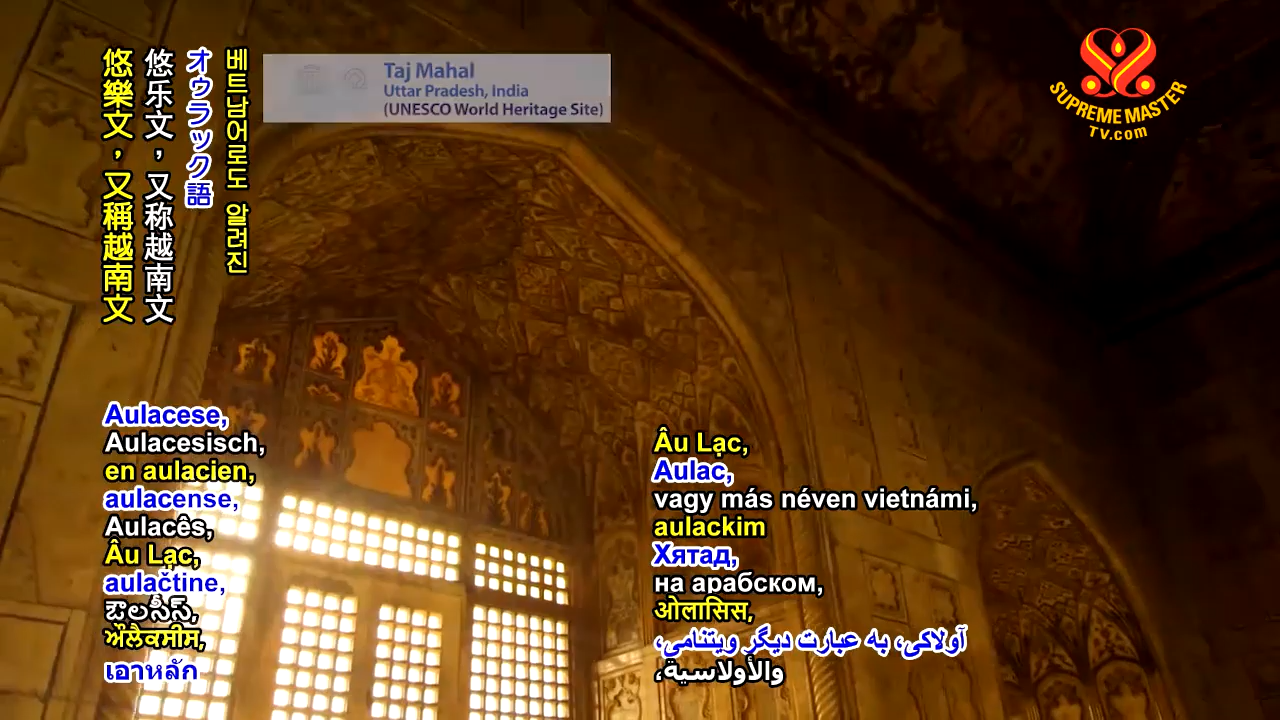 Taj Mahal
Uttar Pradesh, India
(UNESCO World Heritage Site)
SUPREME MASTER
TV.com
悠樂文，又稱越南文
悠乐文，又称越南文
オゥラック語
베트남어로도 알려진
Aulacese,
Aulacesisch,
en aulacien,
aulacense,
Aulacês,
Âu Lạc,
aulačtine,
ఔలసీస్,
ਔਲੈਕਸੀਸ,
เอาหลัก
Âu Lạc,
Aulac,
vagy más néven vietnámi,
aulackim
Хятад,
на арабском,
ओलासिस,
آولاکی، به عبارت دیگر ویتنامی،
والأولاسية،